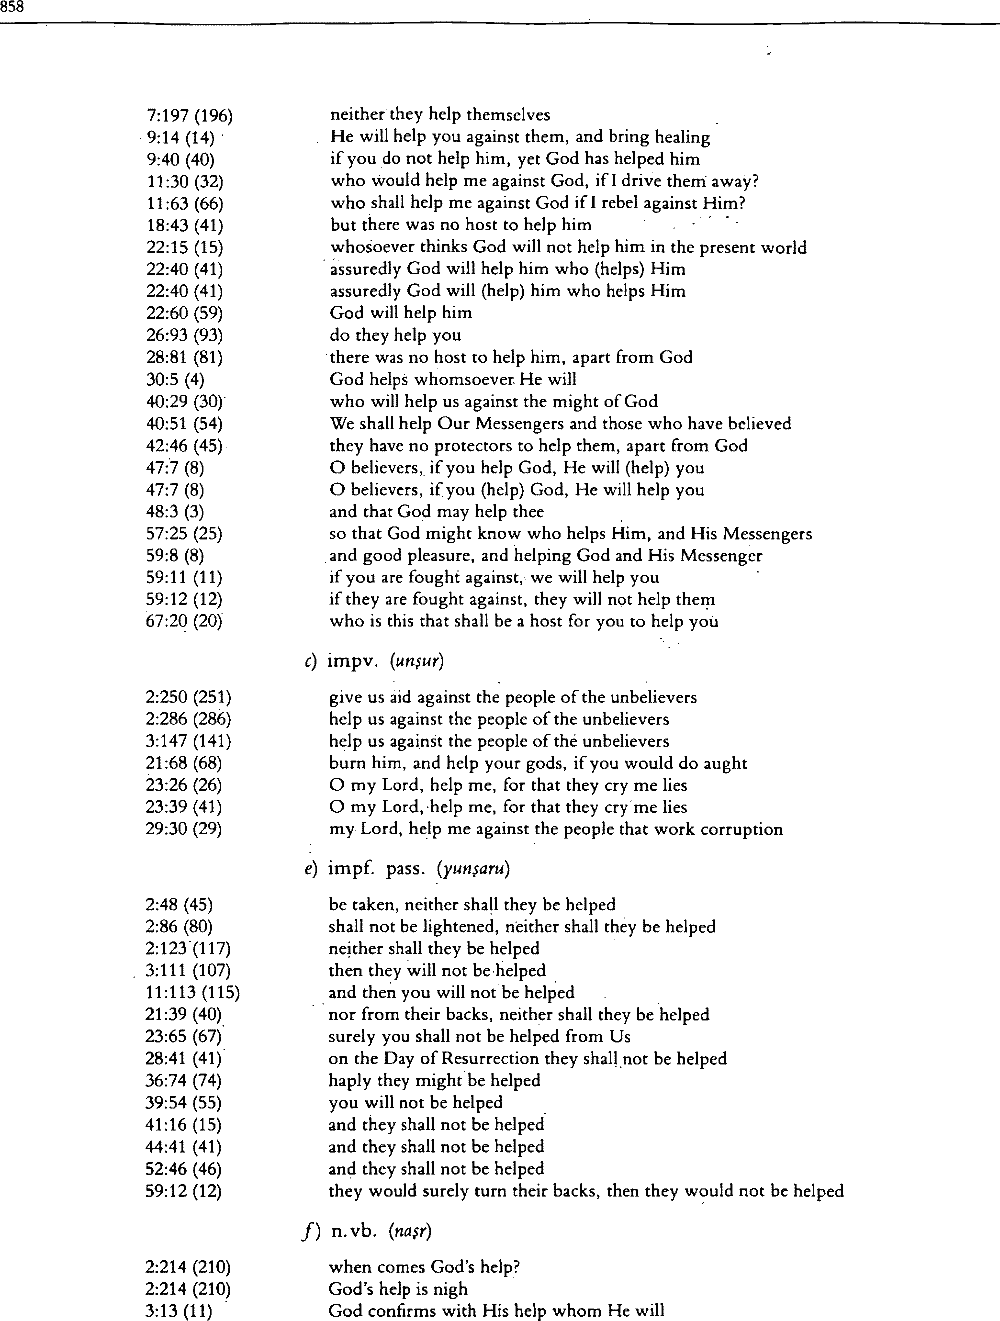 858
7:197 (196) neither they help themselves
9:14 (14) He will help you against them, and bring healing
9:40 (40) if you do not help him, yet God has helped him
11:30 (32) who would help me against God, if I drive them away?
11:63 (66) who shall help me against God if I rebel against Him?
18:43 (41) but there was no host to help him
22:15 (15) whosoever thinks God will not help him in the present world
22:40 (41) assuredly God will help him who (helps) Him
22:40 (41) assuredly God will (help) him who helps Him
22:60 (59) God will help him
26:93 (93) do they help you
28:81 (81) there was no host to help him, apart from God
30:5 (4) God helps whomsoever He will
40:29 (30) who will help us against the might of God
40:51 (54) We shall help Our Messengers and those who have believed
42:46 (45) they have no protectors to help them, apart from God
47:7 (8) O believers, if you help God, He will (help) you
47:7 (8) O believers, if you (help) God, He will help you
48:3 (3) and that God may help thee
57:25 (25) so that God might know who helps Him, and His Messengers
59:8 (8) and good pleasure, and helping God and His Messenger
59:11 (11) if you are fought against, we will help you
59:12 (12) if they are fought against, they will not help them
67:20 (20) who is this that shall be a host for you to help you
c) impv. (unṣur)
2:250 (251) give us aid against the people of the unbelievers
2:286 (286) help us against the people of the unbelievers
3:147 (141) help us against the people of the unbelievers
21:68 (68) burn him, and help your gods, if you would do aught
23:26 (26) O my Lord, help me, for that they cry me lies
23:39 (41) O my Lord, help me, for that they cry me lies
29:30 (29) my Lord, help me against the people that work corruption
e) impf. pass. (yunṣaru)
2:48 (45) be taken, neither shall they be helped
2:86 (80) shall not be lightened, neither shall they be helped
2:123 (117) neither shall they be helped
3:111 (107) then they will not be helped
11:113 (115) and then you will not be helped
21:39 (40) nor from their backs, neither shall they be helped
23:65 (67) surely you shall not be helped from Us
28:41 (41) on the Day of Resurrection they shall not be helped
36:74 (74) haply they might be helped
39:54 (55) you will not be helped
41:16 (15) and they shall not be helped
44:41 (41) and they shall not be helped
52:46 (46) and they shall not be helped
59:12 (12) they would surely turn their backs, then they would not be helped
f) n.vb. (naṣr)
2:214 (210) when comes God's help?
2:214 (210) God's help is nigh
3:13 (11) God confirms with His help whom He will